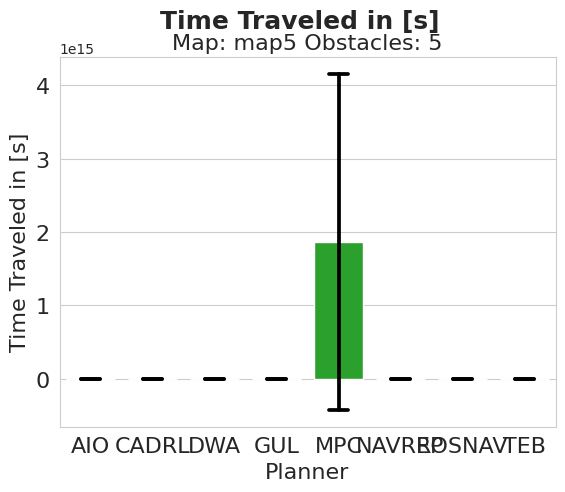 Time Traveled in [s]
Map: map5 Obstacles: 5
1e15
4
3
2
1
0
Time Traveled in [s]
AIO CADRL DWA GUL MPC NAVREP ROSNAV TEB
Planner